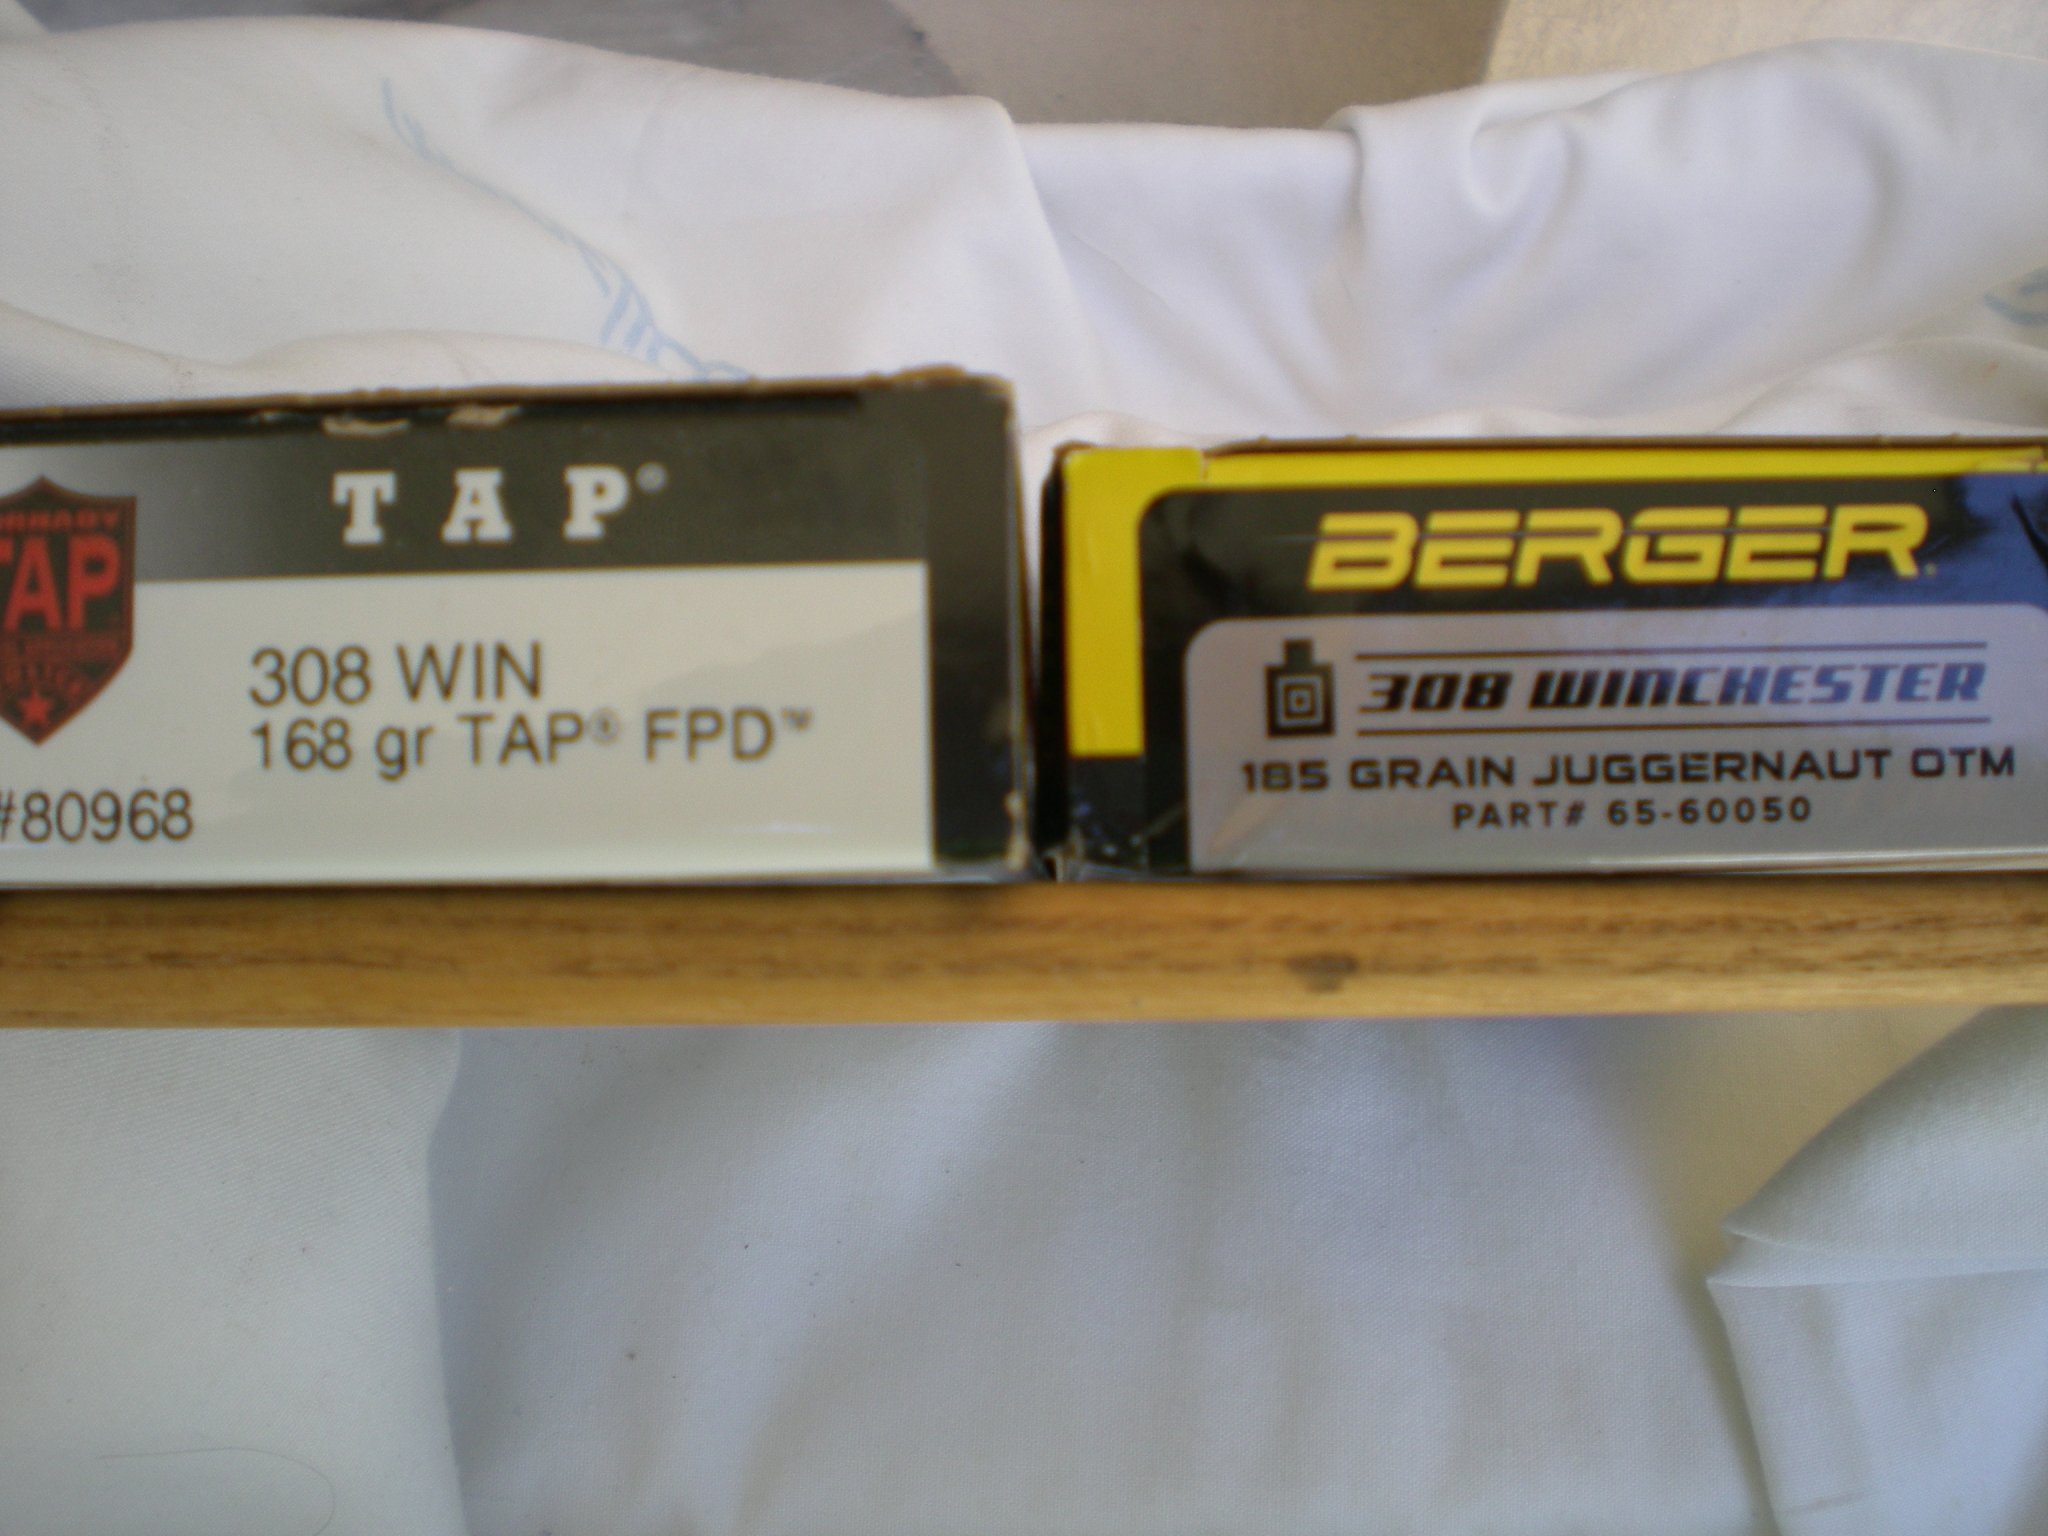 TAP®
TAP
308 WIN
168 gr TAP® FPD™
#80968
BERGER
308 WINCHESTER
185 GRAIN JUGGERNAUT OTM
PART# 65-60050